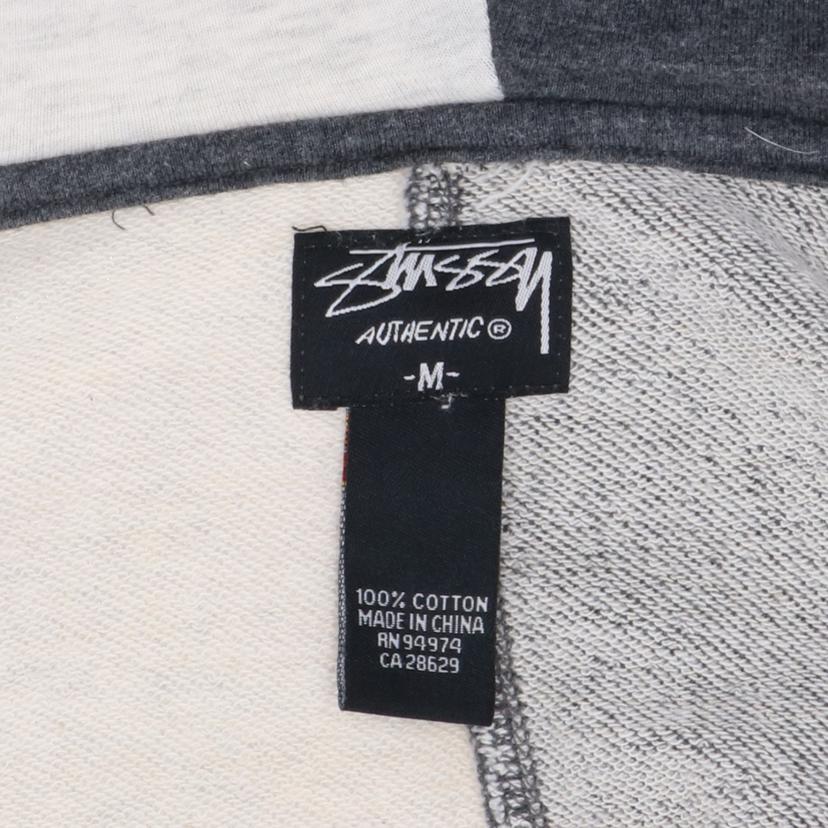 STÜSSY
AUTHENTIC®
-M-
100% COTTON
MADE IN CHINA
RN 94974
CA 28629